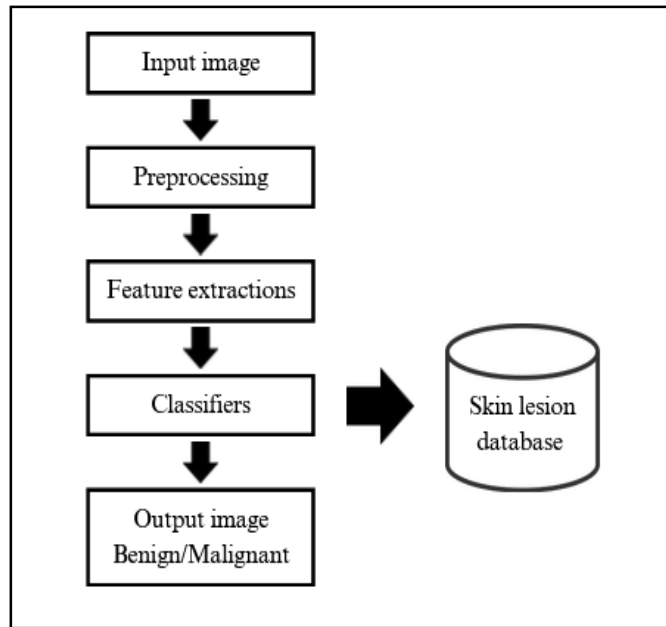 Input image
Preprocessing
Feature extractions
Classifiers
Skin lesion
database
Output image
Benign/Malignant